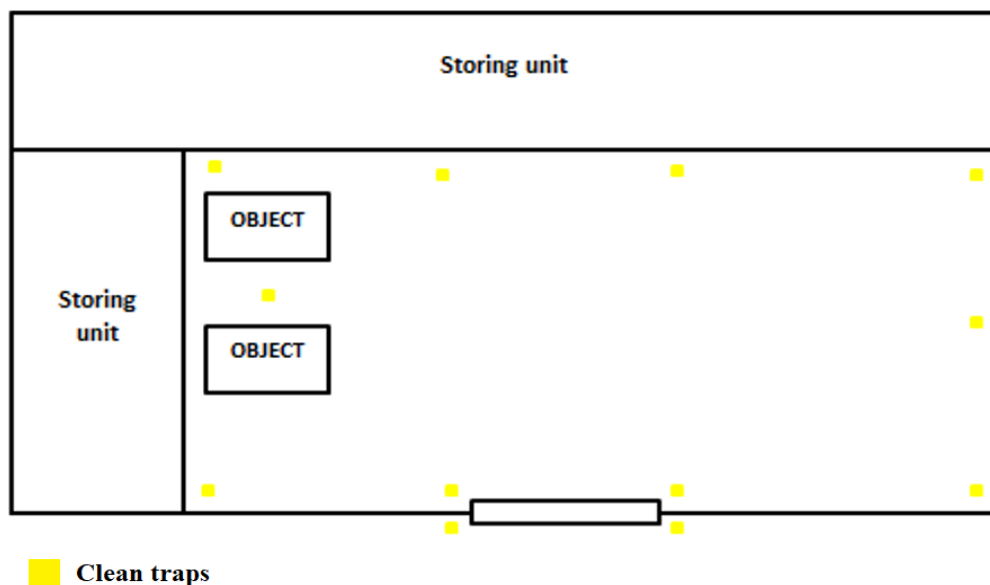 Storing unit
OBJECT
Storing
unit
OBJECT
Clean traps